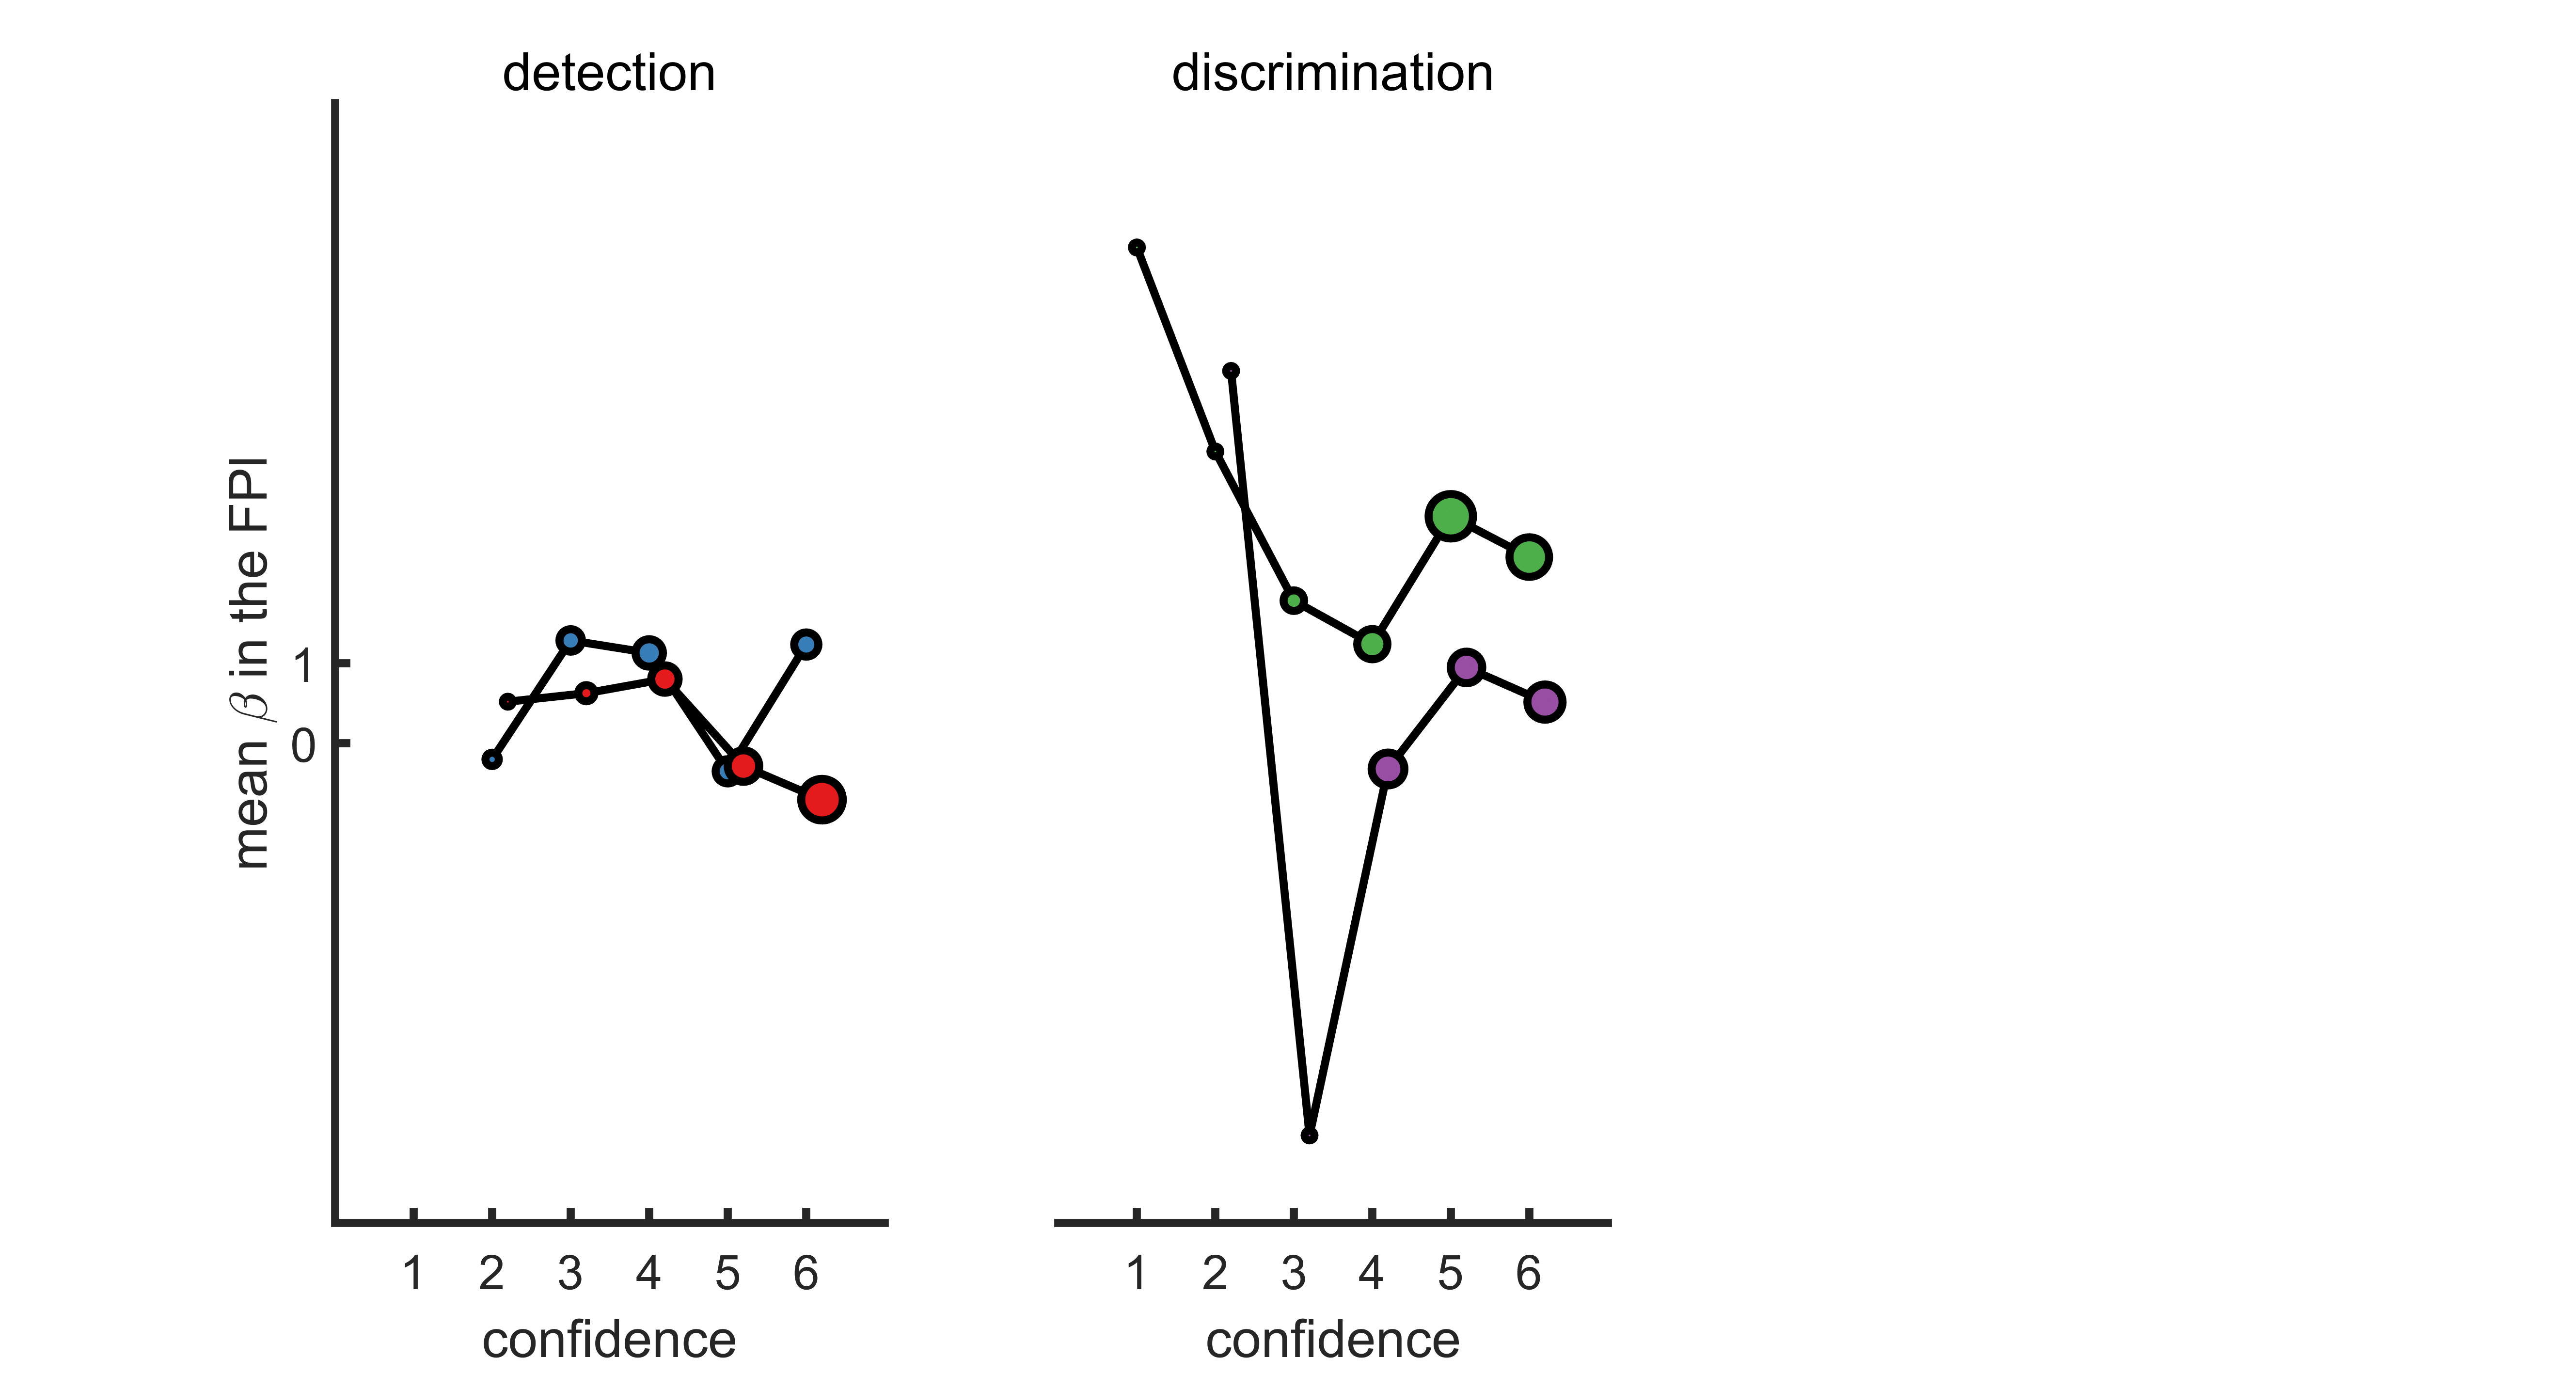 detection
discrimination
mean β in the FPI
1
0
1 2 3 4 5 6
1 2 3 4 5 6
confidence
confidence